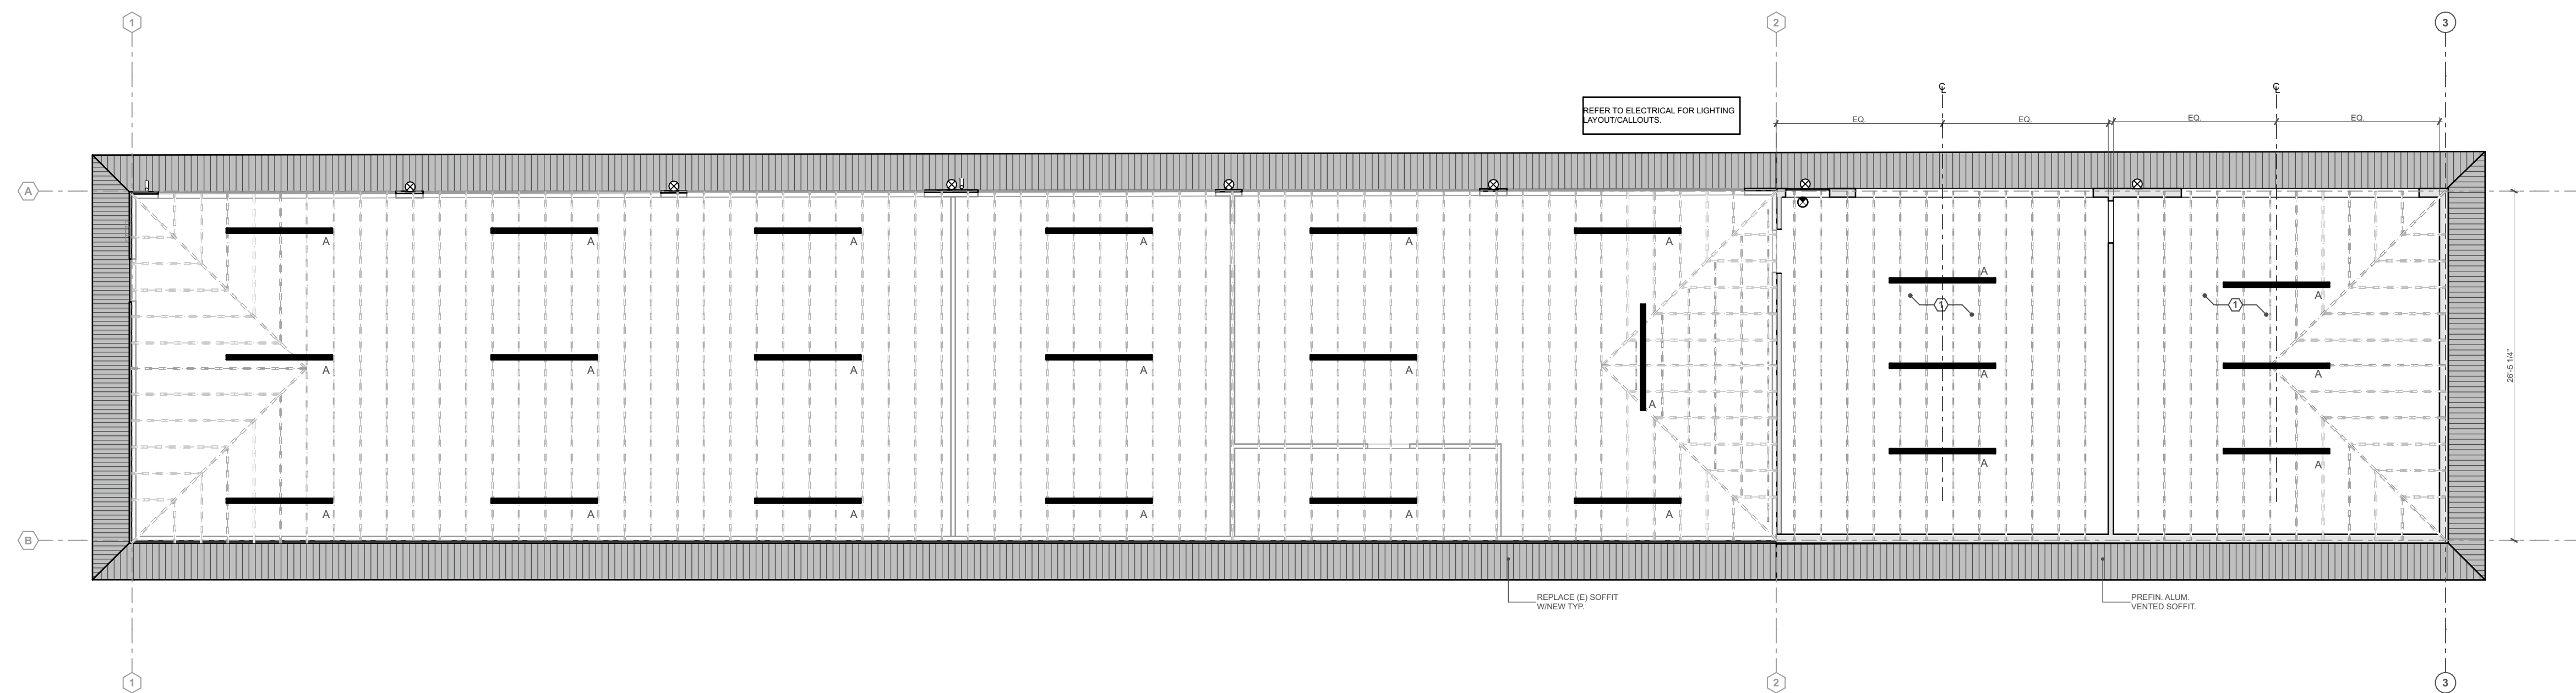 1
2
3
℄
℄
REFER TO ELECTRICAL FOR LIGHTING
LAYOUT/CALLOUTS.
EQ.
EQ.
EQ.
EQ.
A
A
A
A
A
A
A
A
A
1
1
A
A
A
A
A
A
A
A
26'-5 1/4"
A
A
A
A
A
A
A
A
A
B
REPLACE (E) SOFFIT
W/NEW TYP.
PREFIN. ALUM.
VENTED SOFFIT.
1
2
3